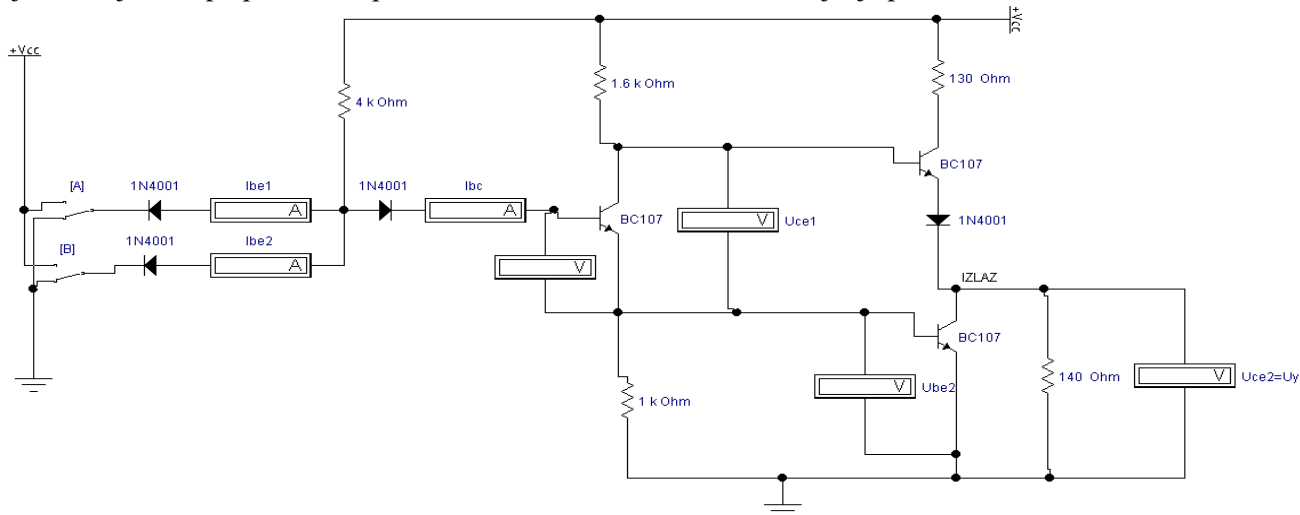 +Vcc
+Vcc
1.6 k Ohm
130 Ohm
4 k Ohm
BC107
[A]
1N4001
Ibe1
1N4001
Ibc
A
A
BC107
V
Uce1
1N4001
[B]
1N4001
Ibe2
A
V
IZLAZ
BC107
V
Ube2
140 Ohm
V
Uce2=Uy
1 k Ohm